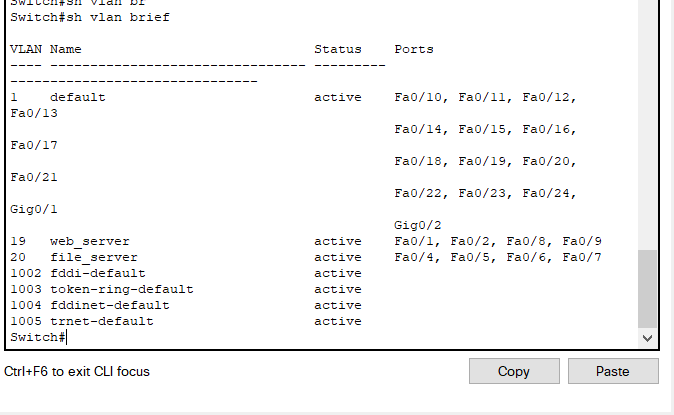 Switch#sh vlan br
Switch#sh vlan brief
VLAN Name                             Status    Ports
---- -------------------------------- ---------
-------------------------------
1    default                          active    Fa0/10, Fa0/11, Fa0/12,
Fa0/13
                                                Fa0/14, Fa0/15, Fa0/16,
Fa0/17
                                                Fa0/18, Fa0/19, Fa0/20,
Fa0/21
                                                Fa0/22, Fa0/23, Fa0/24,
Gig0/1
                                                Gig0/2
19   web_server                       active    Fa0/1, Fa0/2, Fa0/8, Fa0/9
20   file_server                      active    Fa0/4, Fa0/5, Fa0/6, Fa0/7
1002 fddi-default                     active
1003 token-ring-default               active
1004 fddinet-default                  active
1005 trnet-default                    active
Switch#
Ctrl+F6 to exit CLI focus
Copy
Paste